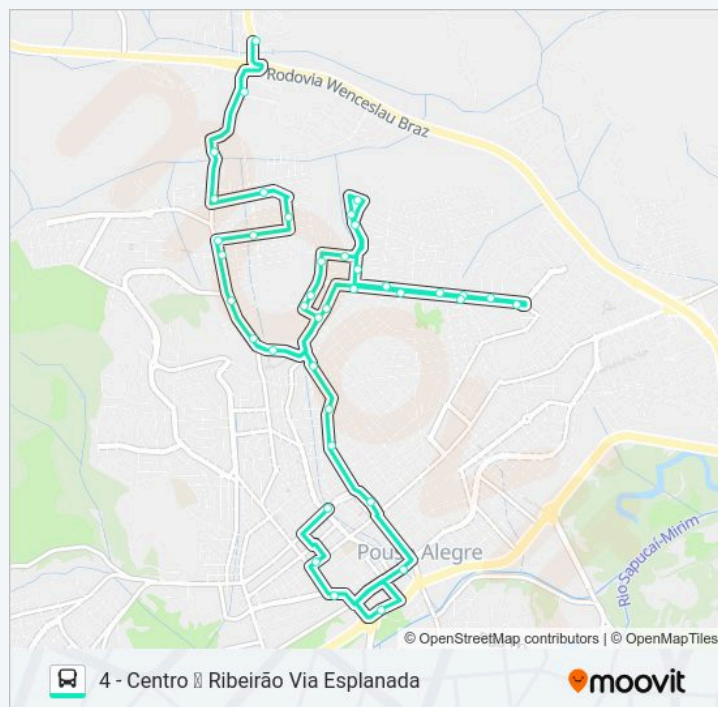 Rodovia Wenceslau Braz
Pouso Alegre
Rio Sapucaí-Mirim
© OpenStreetMap contributors | © OpenMapTiles
4 - Centro Ribeirão Via Esplanada
moovit